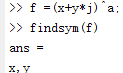 >> f =(x+y*j)^a;
>> findsym(f)
ans =
x,y